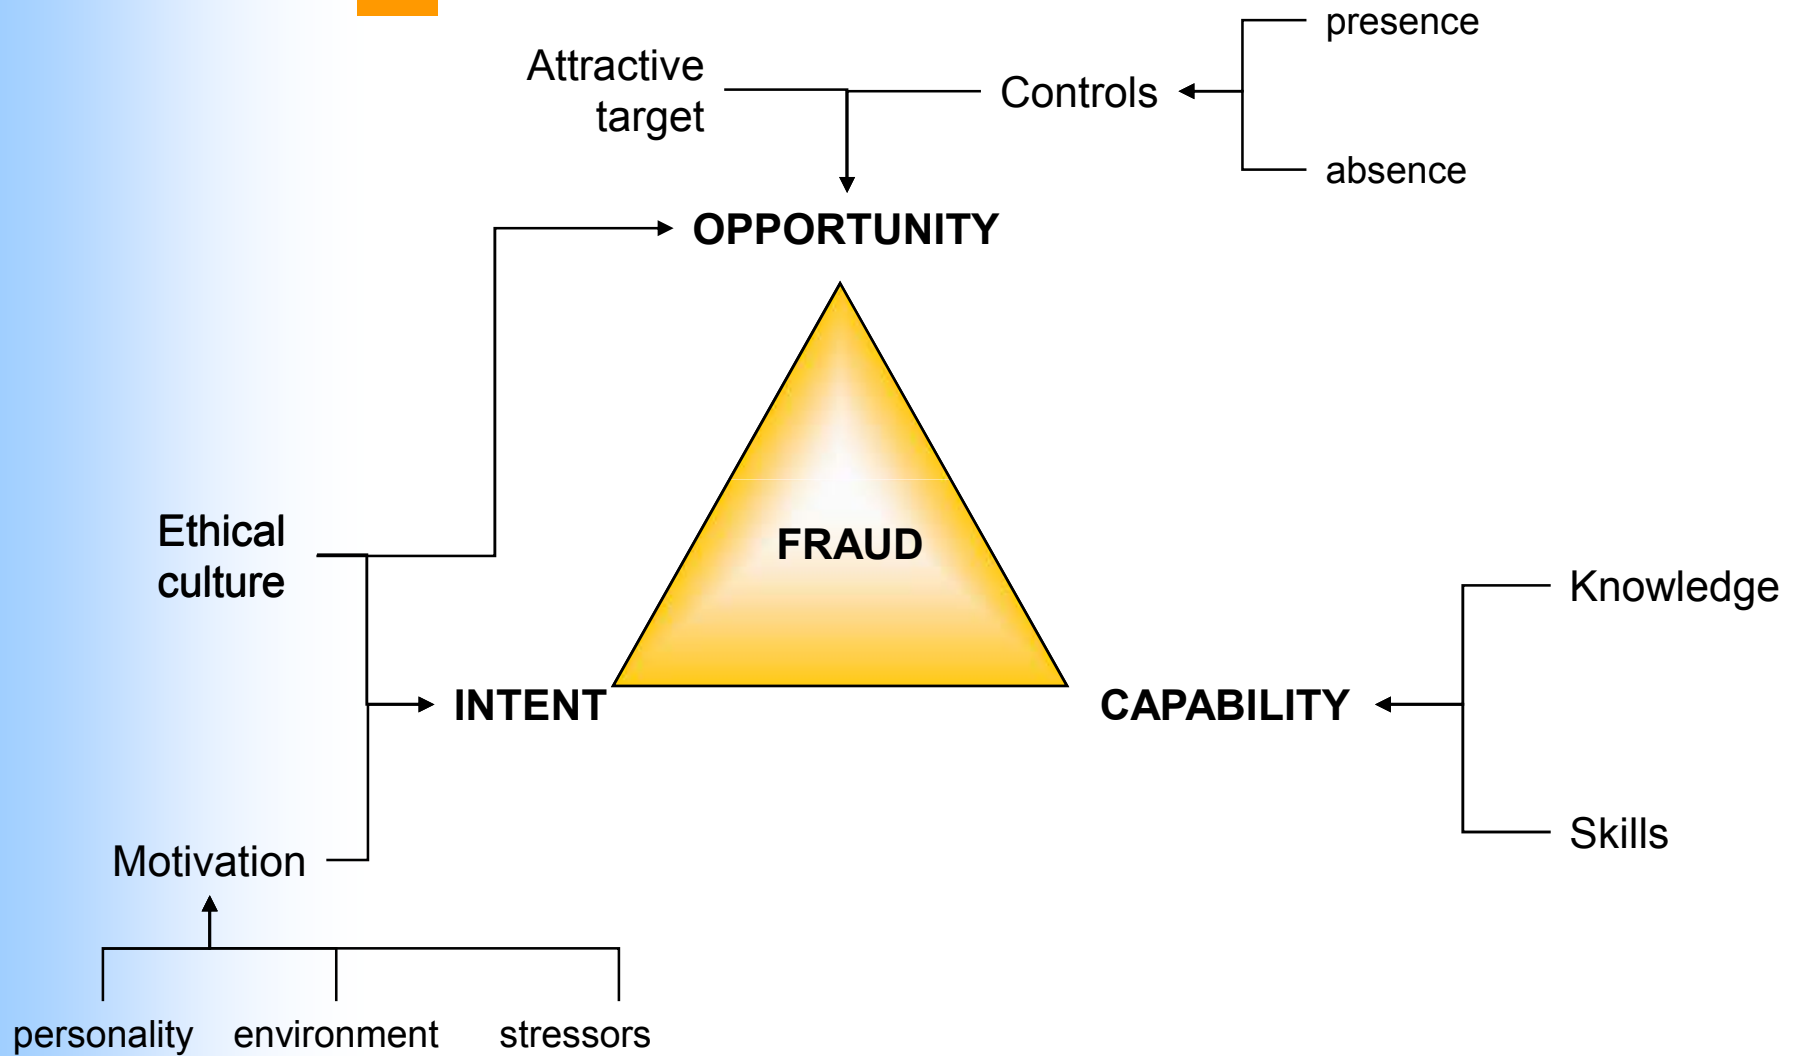 presence
Attractive
target
Controls
absence
OPPORTUNITY
Ethical
culture
FRAUD
Knowledge
INTENT
CAPABILITY
Motivation
Skills
personality
environment
stressors